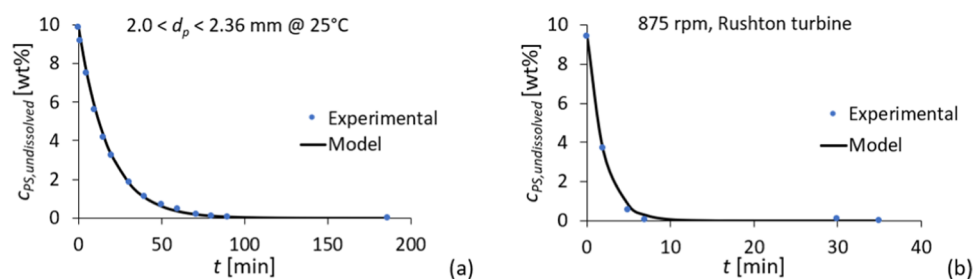 2.0 < dp < 2.36 mm @ 25°C
10
8
6
4
2
0
cPS,undissolved [wt%]
Experimental
Model
0 50 100 150 200
t [min]
(a)
875 rpm, Rushton turbine
10
8
6
4
2
0
cPS,undissolved [wt%]
Experimental
Model
0 10 20 30 40
t [min]
(b)